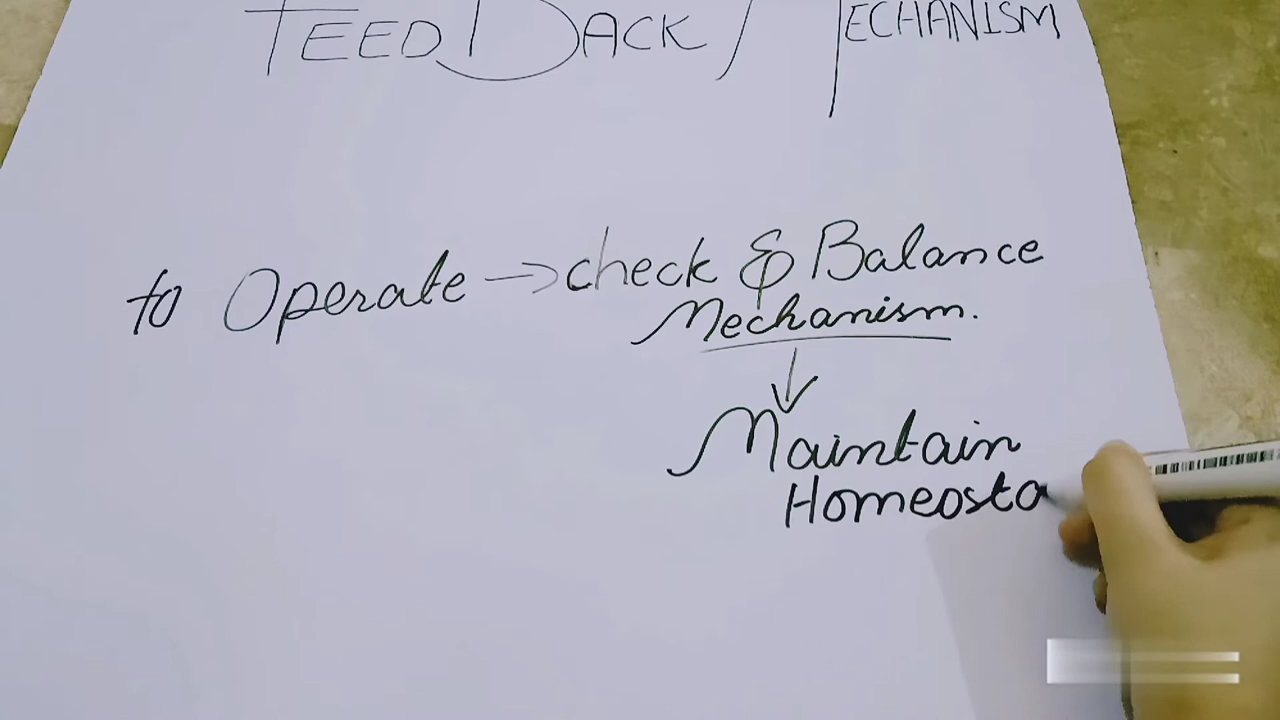 FEEDBACK MECHANISM
to Operate → check & Balance
Mechanism.
↓
Maintain
Homeosta